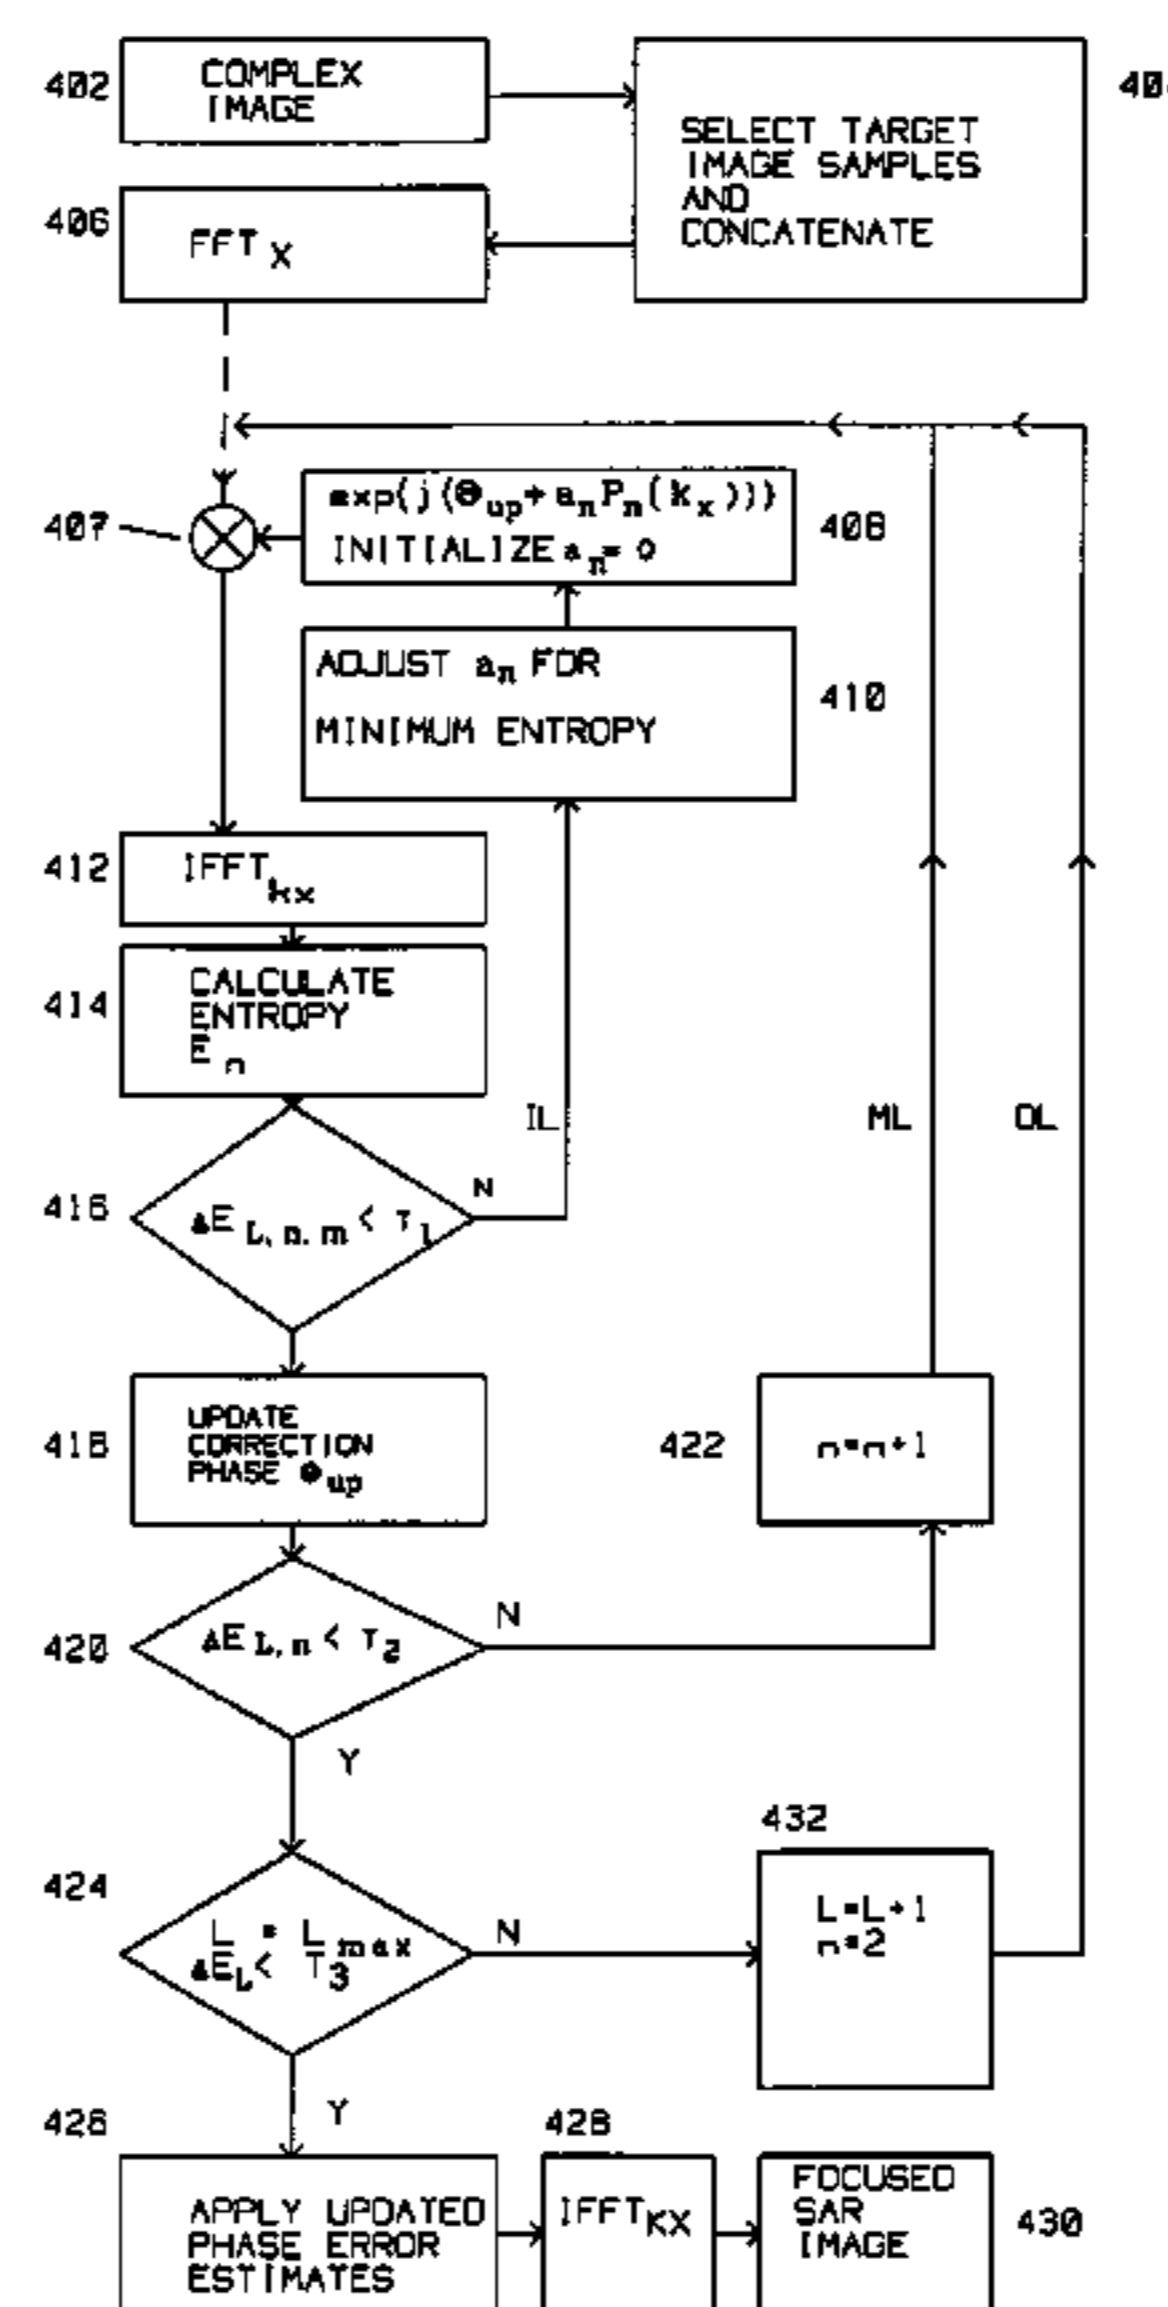 402
COMPLEX
IMAGE
40
SELECT TARGET
IMAGE SAMPLES
AND
CONCATENATE
406
FFT X
407
exp(j(Θup+anPn(kx)))
INITIALIZE an=0
408
ADJUST an FOR
MINIMUM ENTROPY
410
412
IFFTkx
414
CALCULATE
ENTROPY
En
IL
ML
OL
416
ΔE L,n,m < T1
N
418
UPDATE
CORRECTION
PHASE Θup
422
n=n+1
420
ΔE L,n < T2
N
Y
432
424
L = Lmax
ΔEL < T3
N
L=L+1
n=2
Y
426
428
APPLY UPDATED
PHASE ERROR
ESTIMATES
IFFTKX
FOCUSED
SAR
IMAGE
430